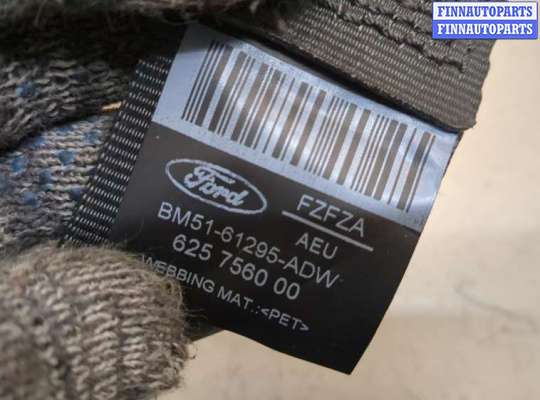 FINNAUTOPARTS
FINNAUTOPARTS
Ford
FZFZA
AEU
BM51-61295-ADW
625 7560 00
WEBBING MAT.:<PET>